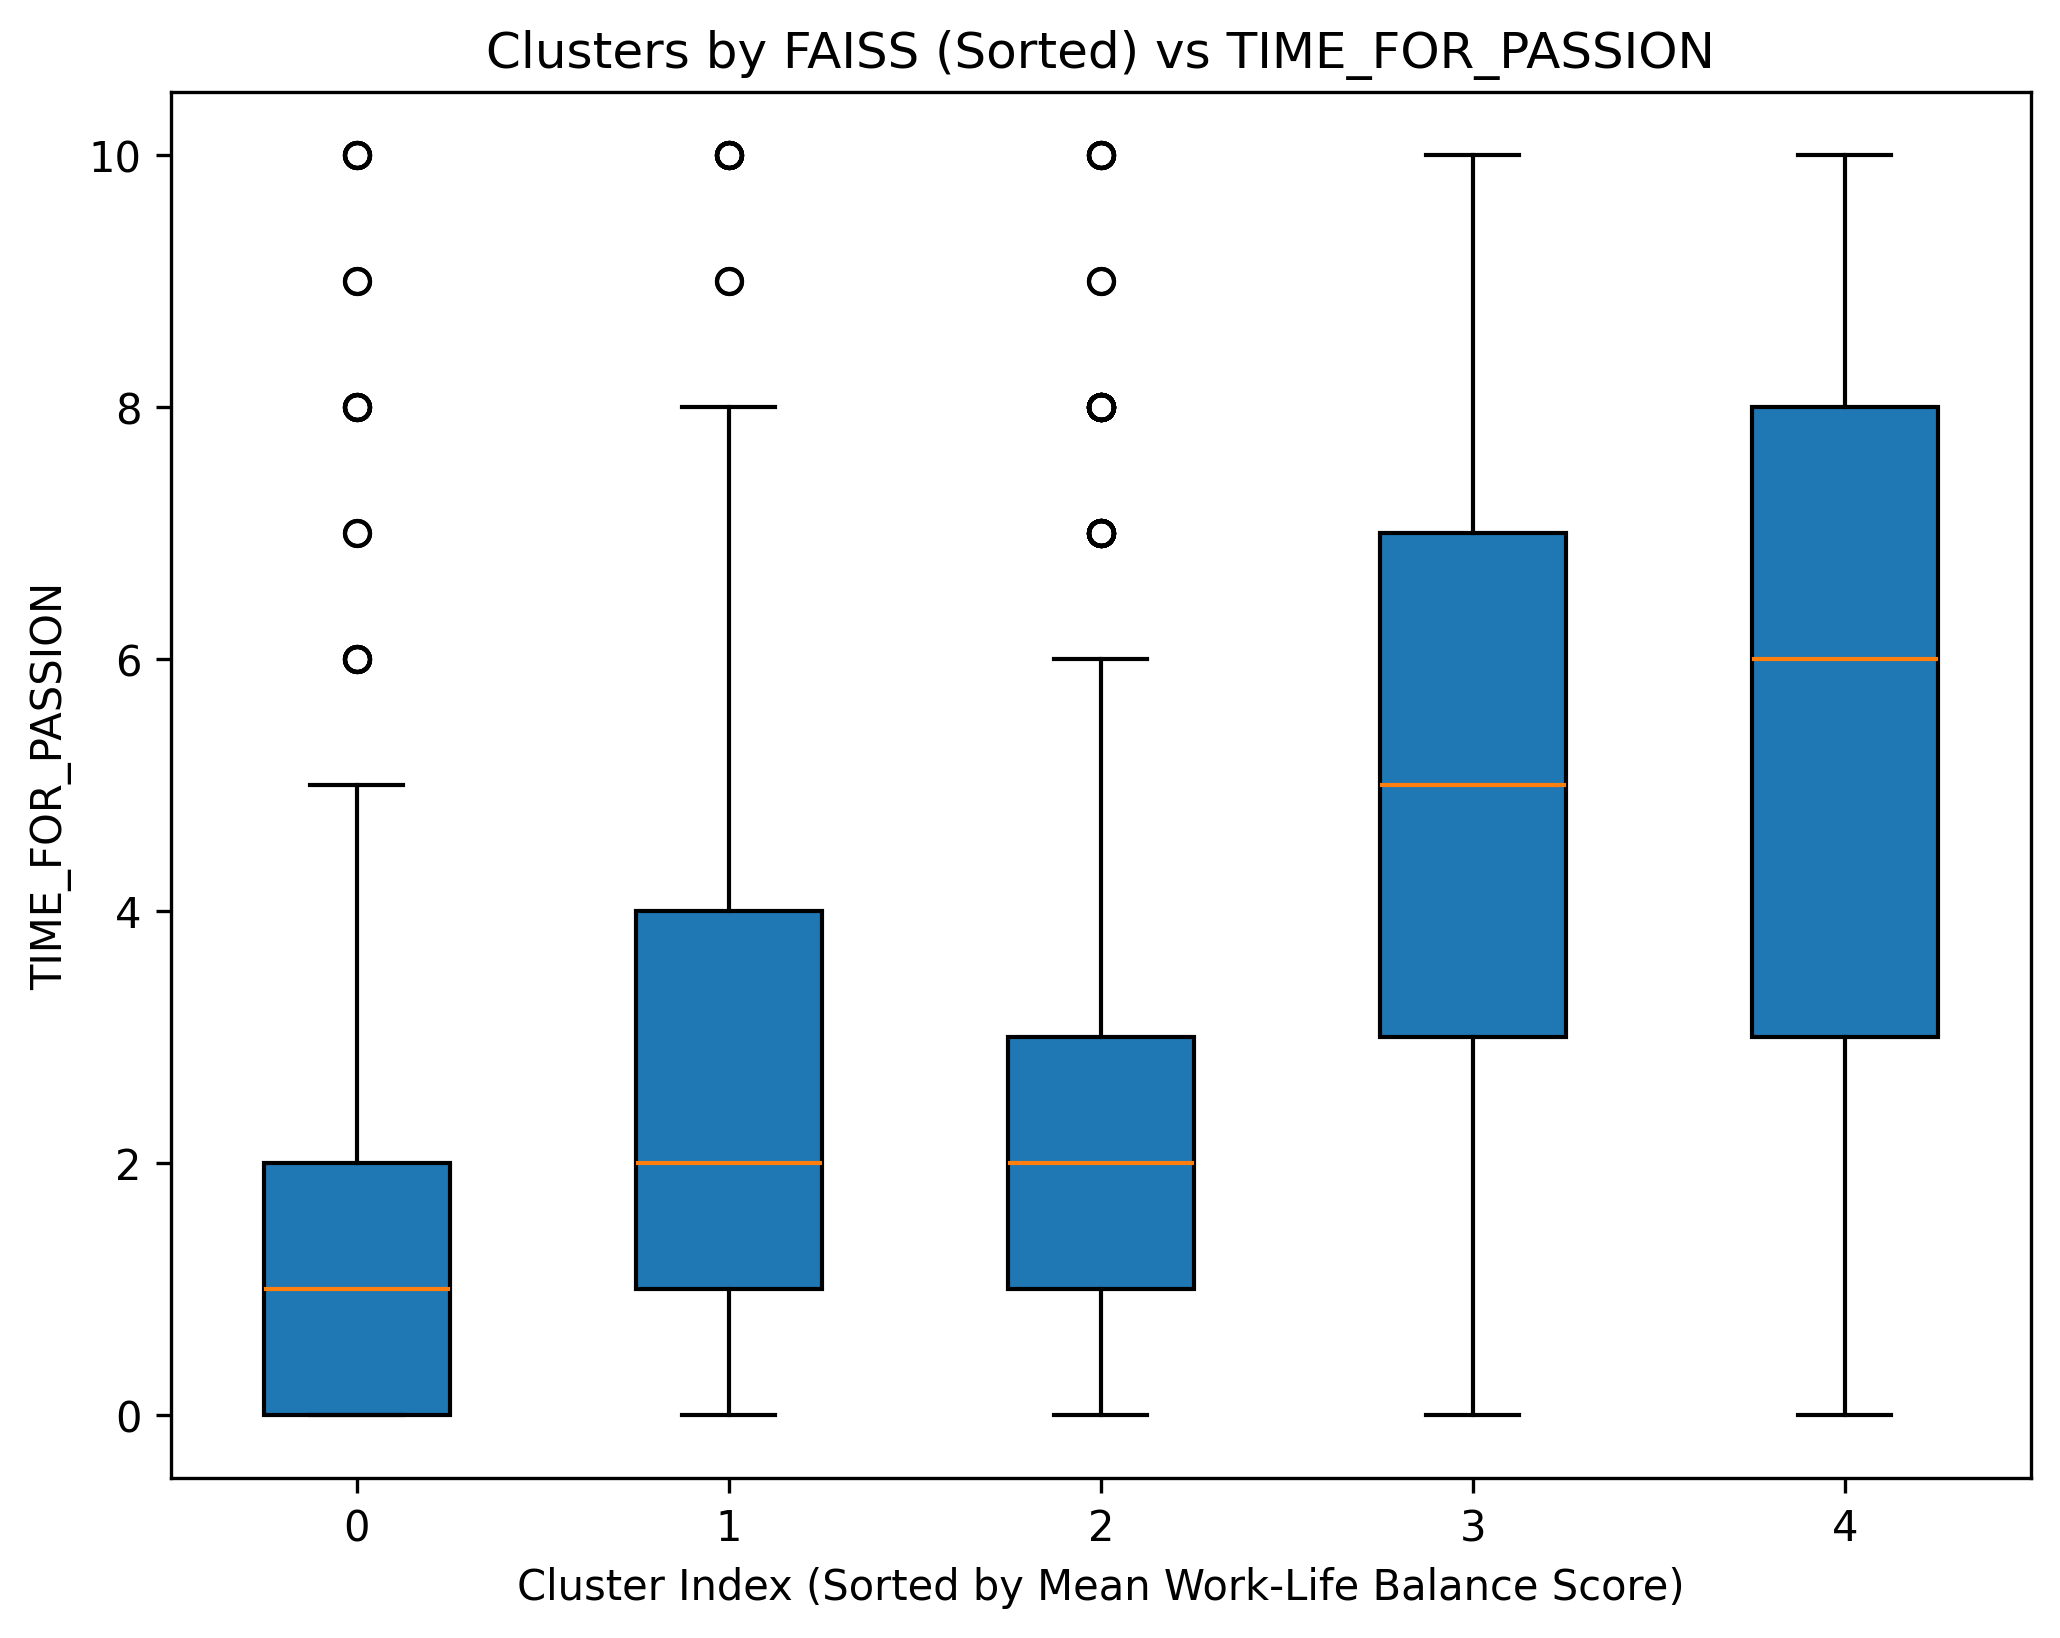 Clusters by FAISS (Sorted) vs TIME_FOR_PASSION
TIME_FOR_PASSION
10
8
6
4
2
0
0 1 2 3 4
Cluster Index (Sorted by Mean Work-Life Balance Score)